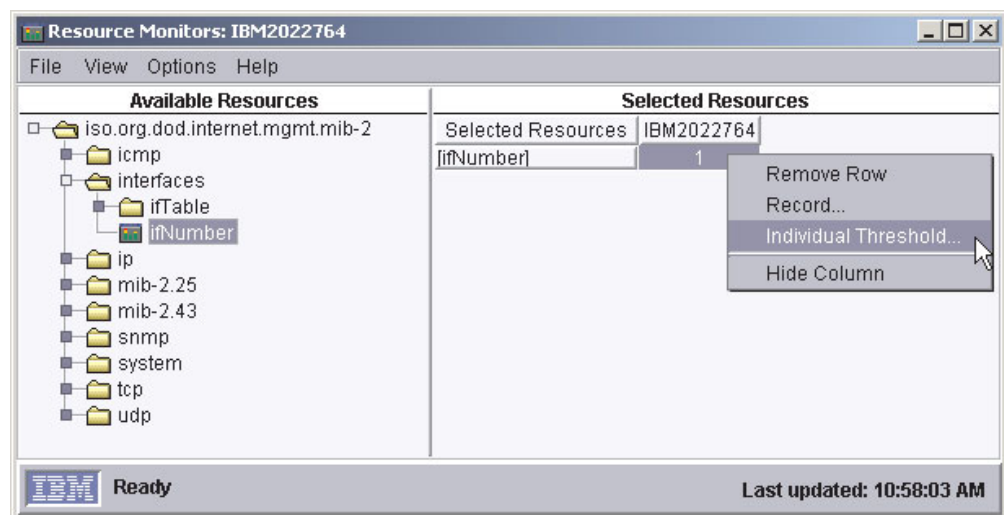 Resource Monitors: IBM2022764
File View Options Help
Available Resources
iso.org.dod.internet.mgmt.mib-2
icmp
interfaces
ifTable
ifNumber
ip
mib-2.25
mib-2.43
snmp
system
tcp
udp
Selected Resources
Selected Resources IBM2022764
[ifNumber] 1
Remove Row
Record...
Individual Threshold...
Hide Column
IBM Ready Last updated: 10:58:03 AM